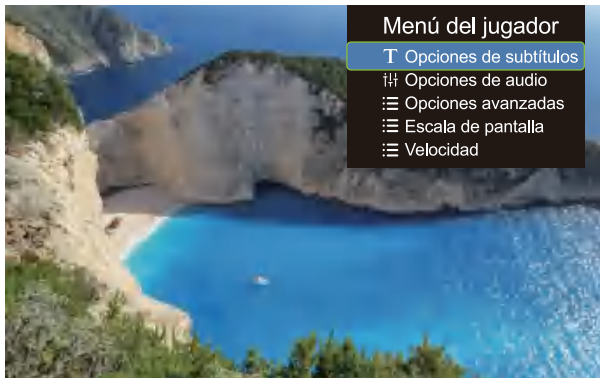 Menú del jugador
T Opciones de subtítulos
Opciones de audio
Opciones avanzadas
Escala de pantalla
Velocidad